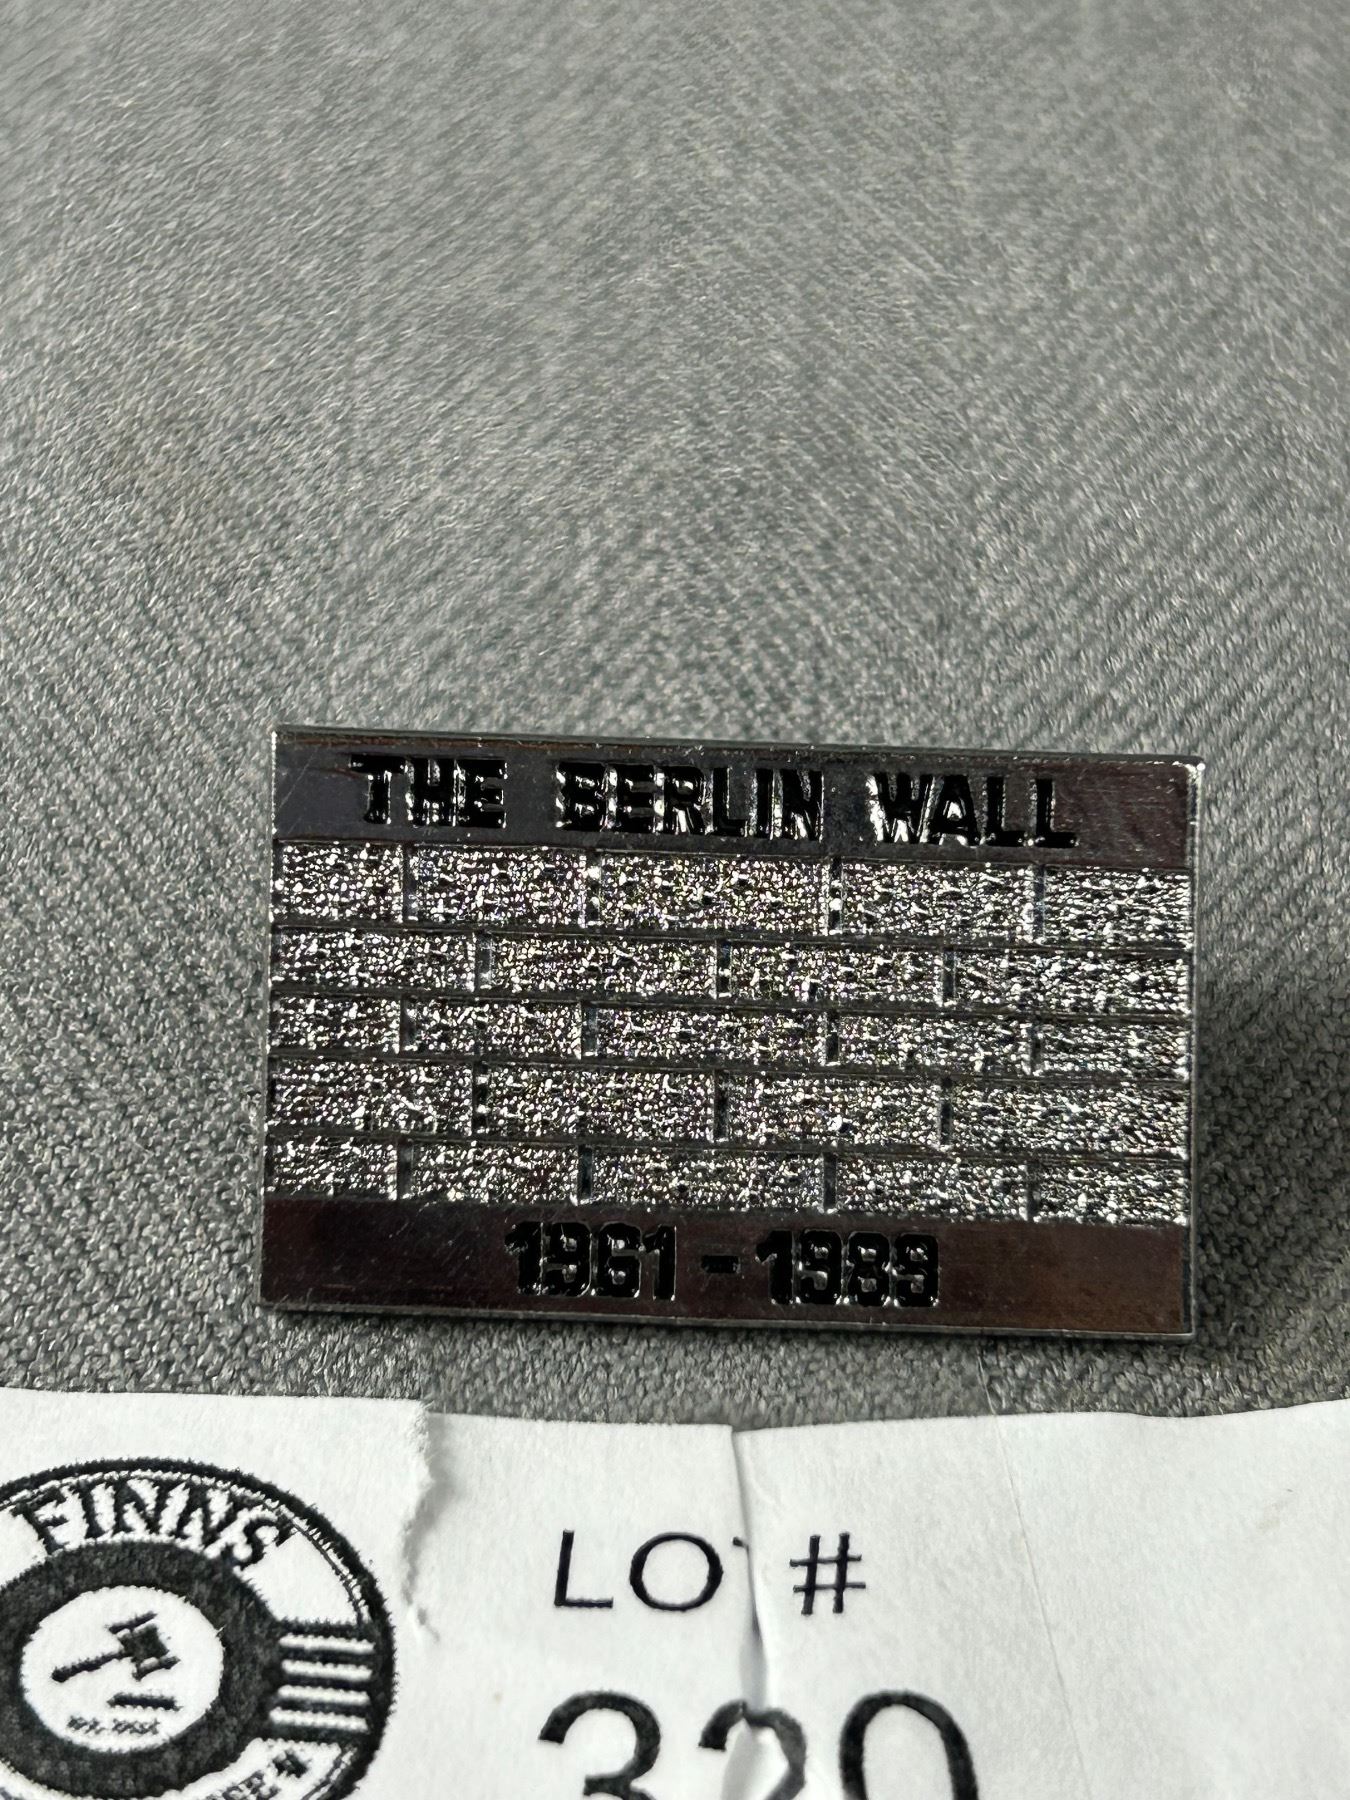 THE BERLIN WALL
1961-1989
FINNS
LOT #
320